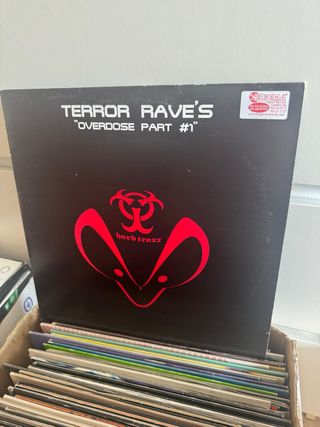 TERROR RAVE'S
"OVERDOSE PART #1"
hard traxx